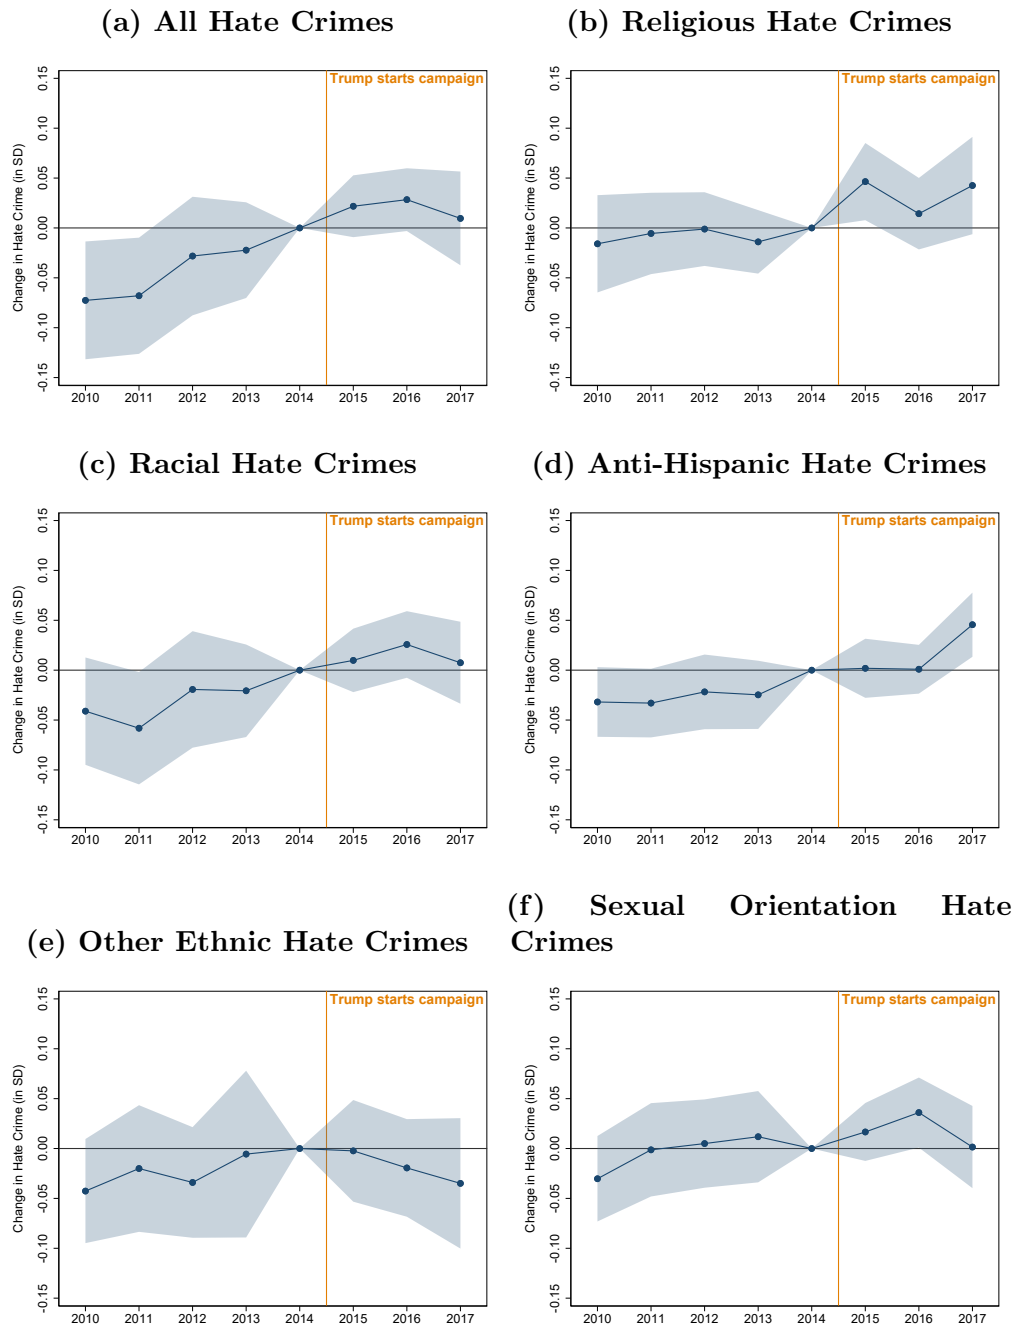 (a) All Hate Crimes
Trump starts campaign
Change in Hate Crime (in SD)
0.15
0.10
0.05
0.00
-0.05
-0.10
-0.15
2010 2011 2012 2013 2014 2015 2016 2017
(b) Religious Hate Crimes
Trump starts campaign
Change in Hate Crime (in SD)
0.15
0.10
0.05
0.00
-0.05
-0.10
-0.15
2010 2011 2012 2013 2014 2015 2016 2017
(c) Racial Hate Crimes
Trump starts campaign
Change in Hate Crime (in SD)
0.15
0.10
0.05
0.00
-0.05
-0.10
-0.15
2010 2011 2012 2013 2014 2015 2016 2017
(d) Anti-Hispanic Hate Crimes
Trump starts campaign
Change in Hate Crime (in SD)
0.15
0.10
0.05
0.00
-0.05
-0.10
-0.15
2010 2011 2012 2013 2014 2015 2016 2017
(e) Other Ethnic Hate Crimes
Trump starts campaign
Change in Hate Crime (in SD)
0.15
0.10
0.05
0.00
-0.05
-0.10
-0.15
2010 2011 2012 2013 2014 2015 2016 2017
(f) Sexual Orientation Hate
Crimes
Trump starts campaign
Change in Hate Crime (in SD)
0.15
0.10
0.05
0.00
-0.05
-0.10
-0.15
2010 2011 2012 2013 2014 2015 2016 2017